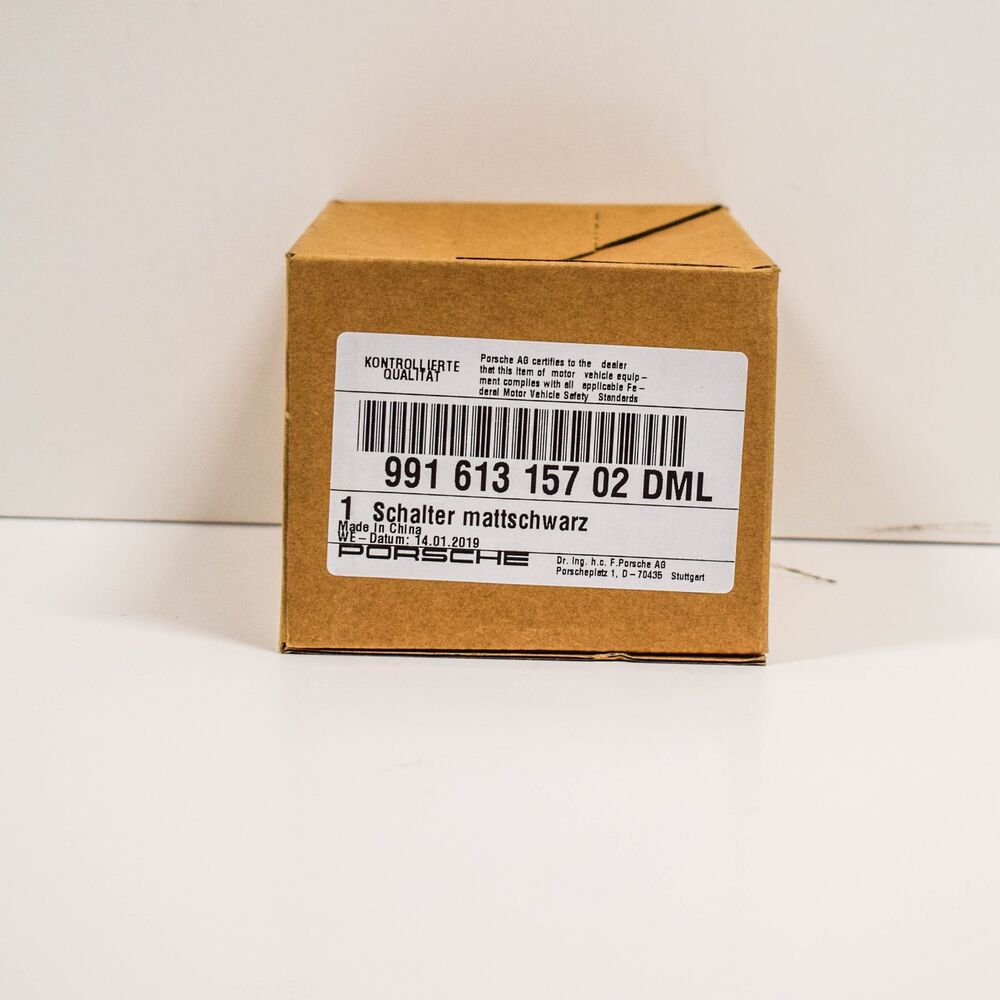 KONTROLLIERTE
QUALITÄT
Porsche AG certifies to the dealer
that this item of motor vehicle equip-
ment complies with all applicable Fe-
deral Motor Vehicle Safety Standards
991 613 157 02 DML
1 Schalter mattschwarz
Made in China
WE-Datum: 14.01.2019
PORSCHE
Dr. Ing. h.c. F.Porsche AG
Porscheplatz 1, D-70435 Stuttgart